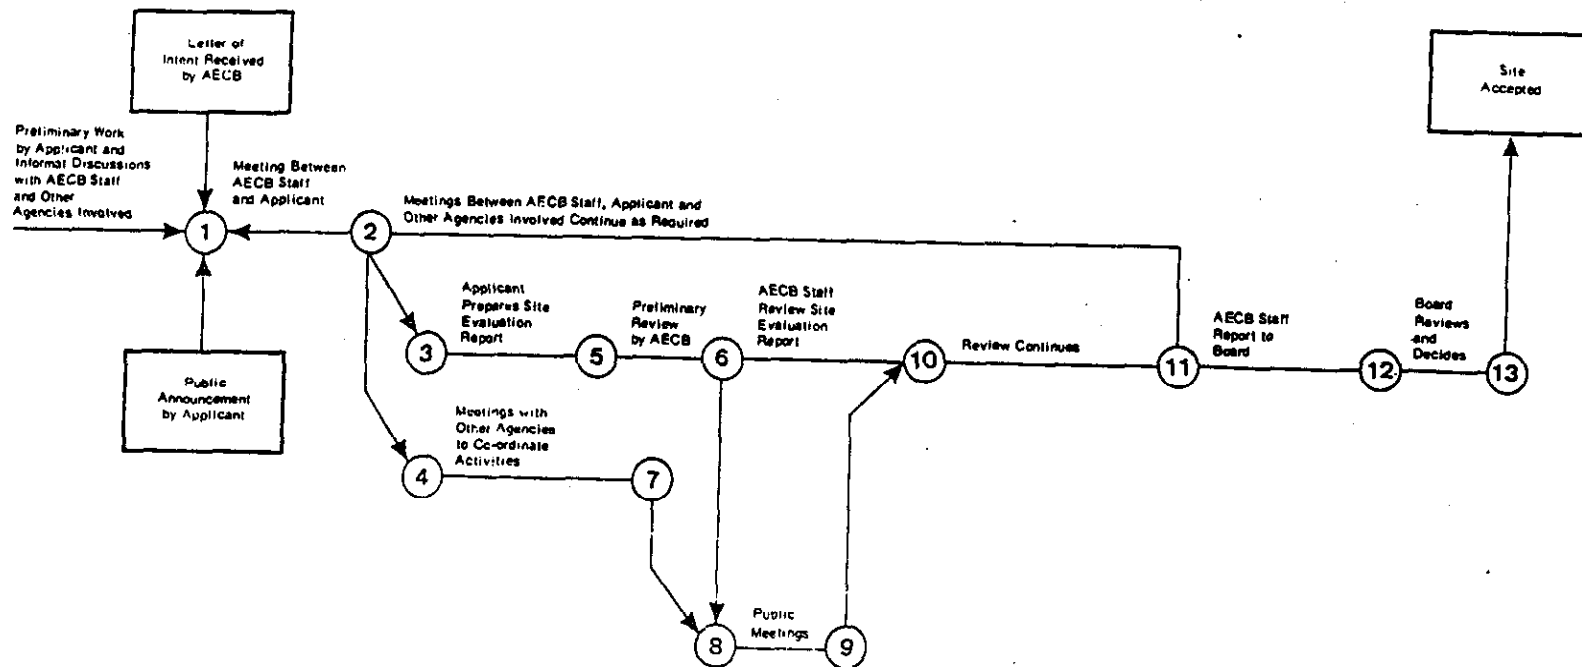 Letter of
Intent Received
by AECB
Site
Accepted
Preliminary Work
by Applicant and
Informal Discussions
with AECB Staff
and Other
Agencies Involved
Meeting Between
AECB Staff
and Applicant
Meetings Between AECB Staff, Applicant and
Other Agencies Involved Continue as Required
1
2
Applicant
Prepares Site
Evaluation
Report
Preliminary
Review
by AECB
AECB Staff
Review Site
Evaluation
Report
Review Continues
AECB Staff
Report to
Board
Board
Reviews
and
Decides
3
5
6
10
11
12
13
Public
Announcement
by Applicant
Meetings with
Other Agencies
to Co-ordinate
Activities
4
7
Public
Meetings
8
9